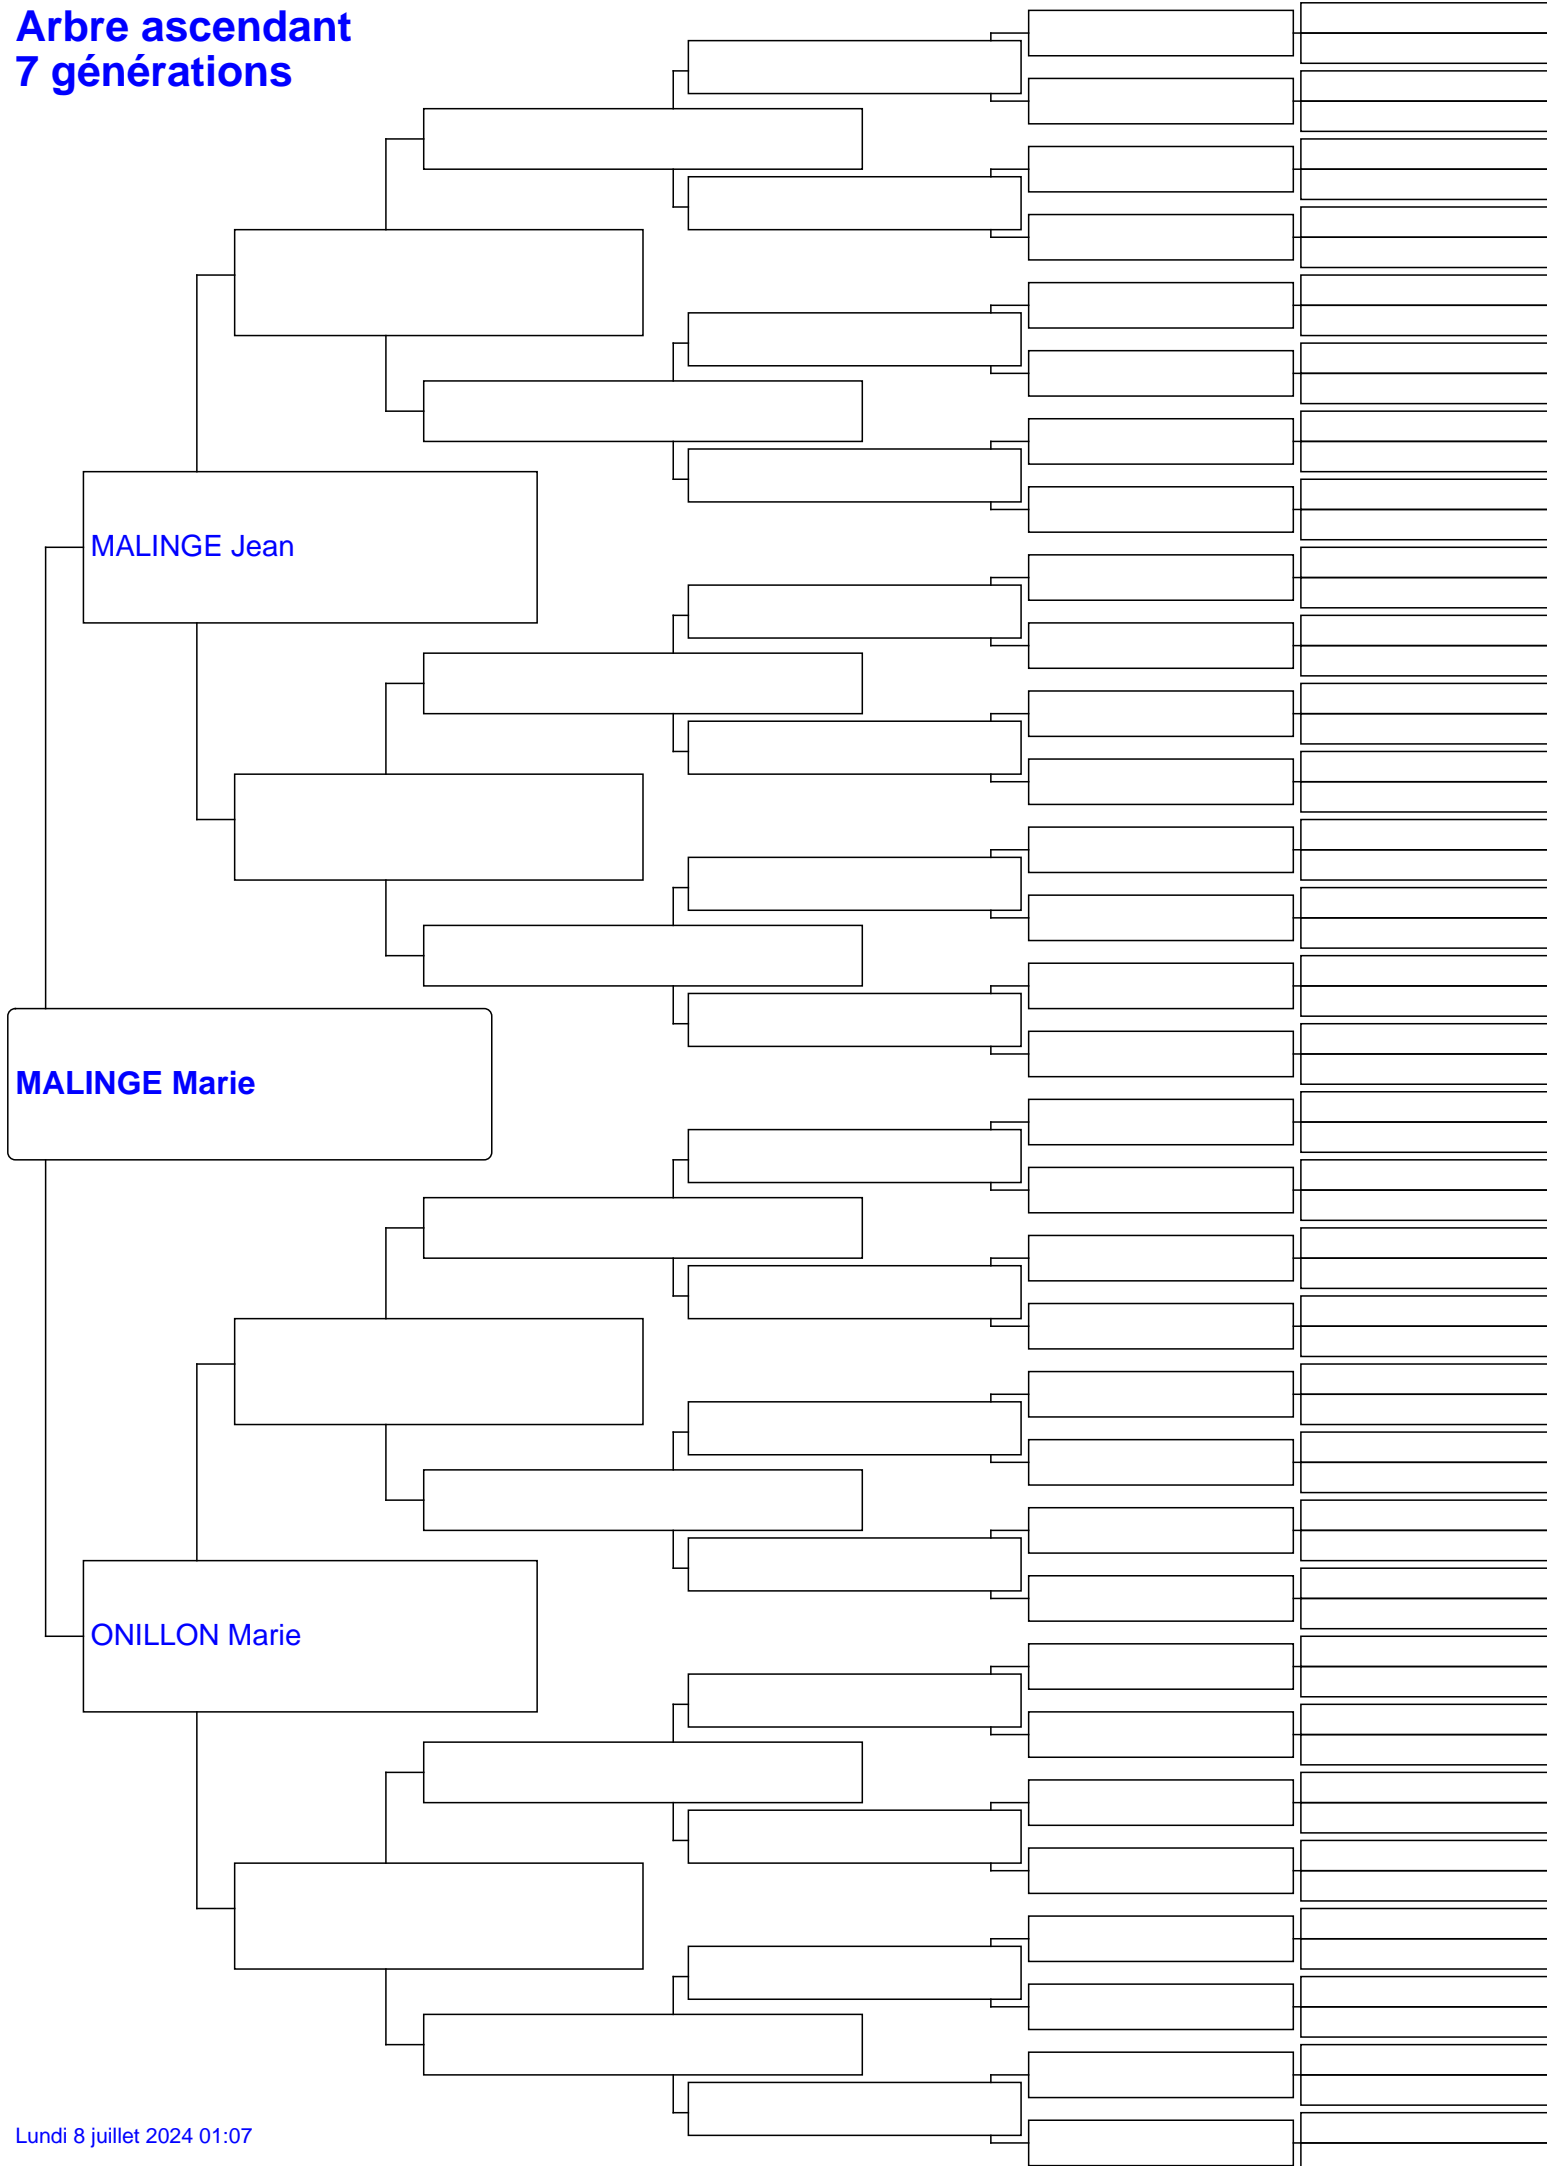 Arbre ascendant
7 générations
MALINGE Jean
MALINGE Marie
ONILLON Marie
Lundi 8 juillet 2024 01:07